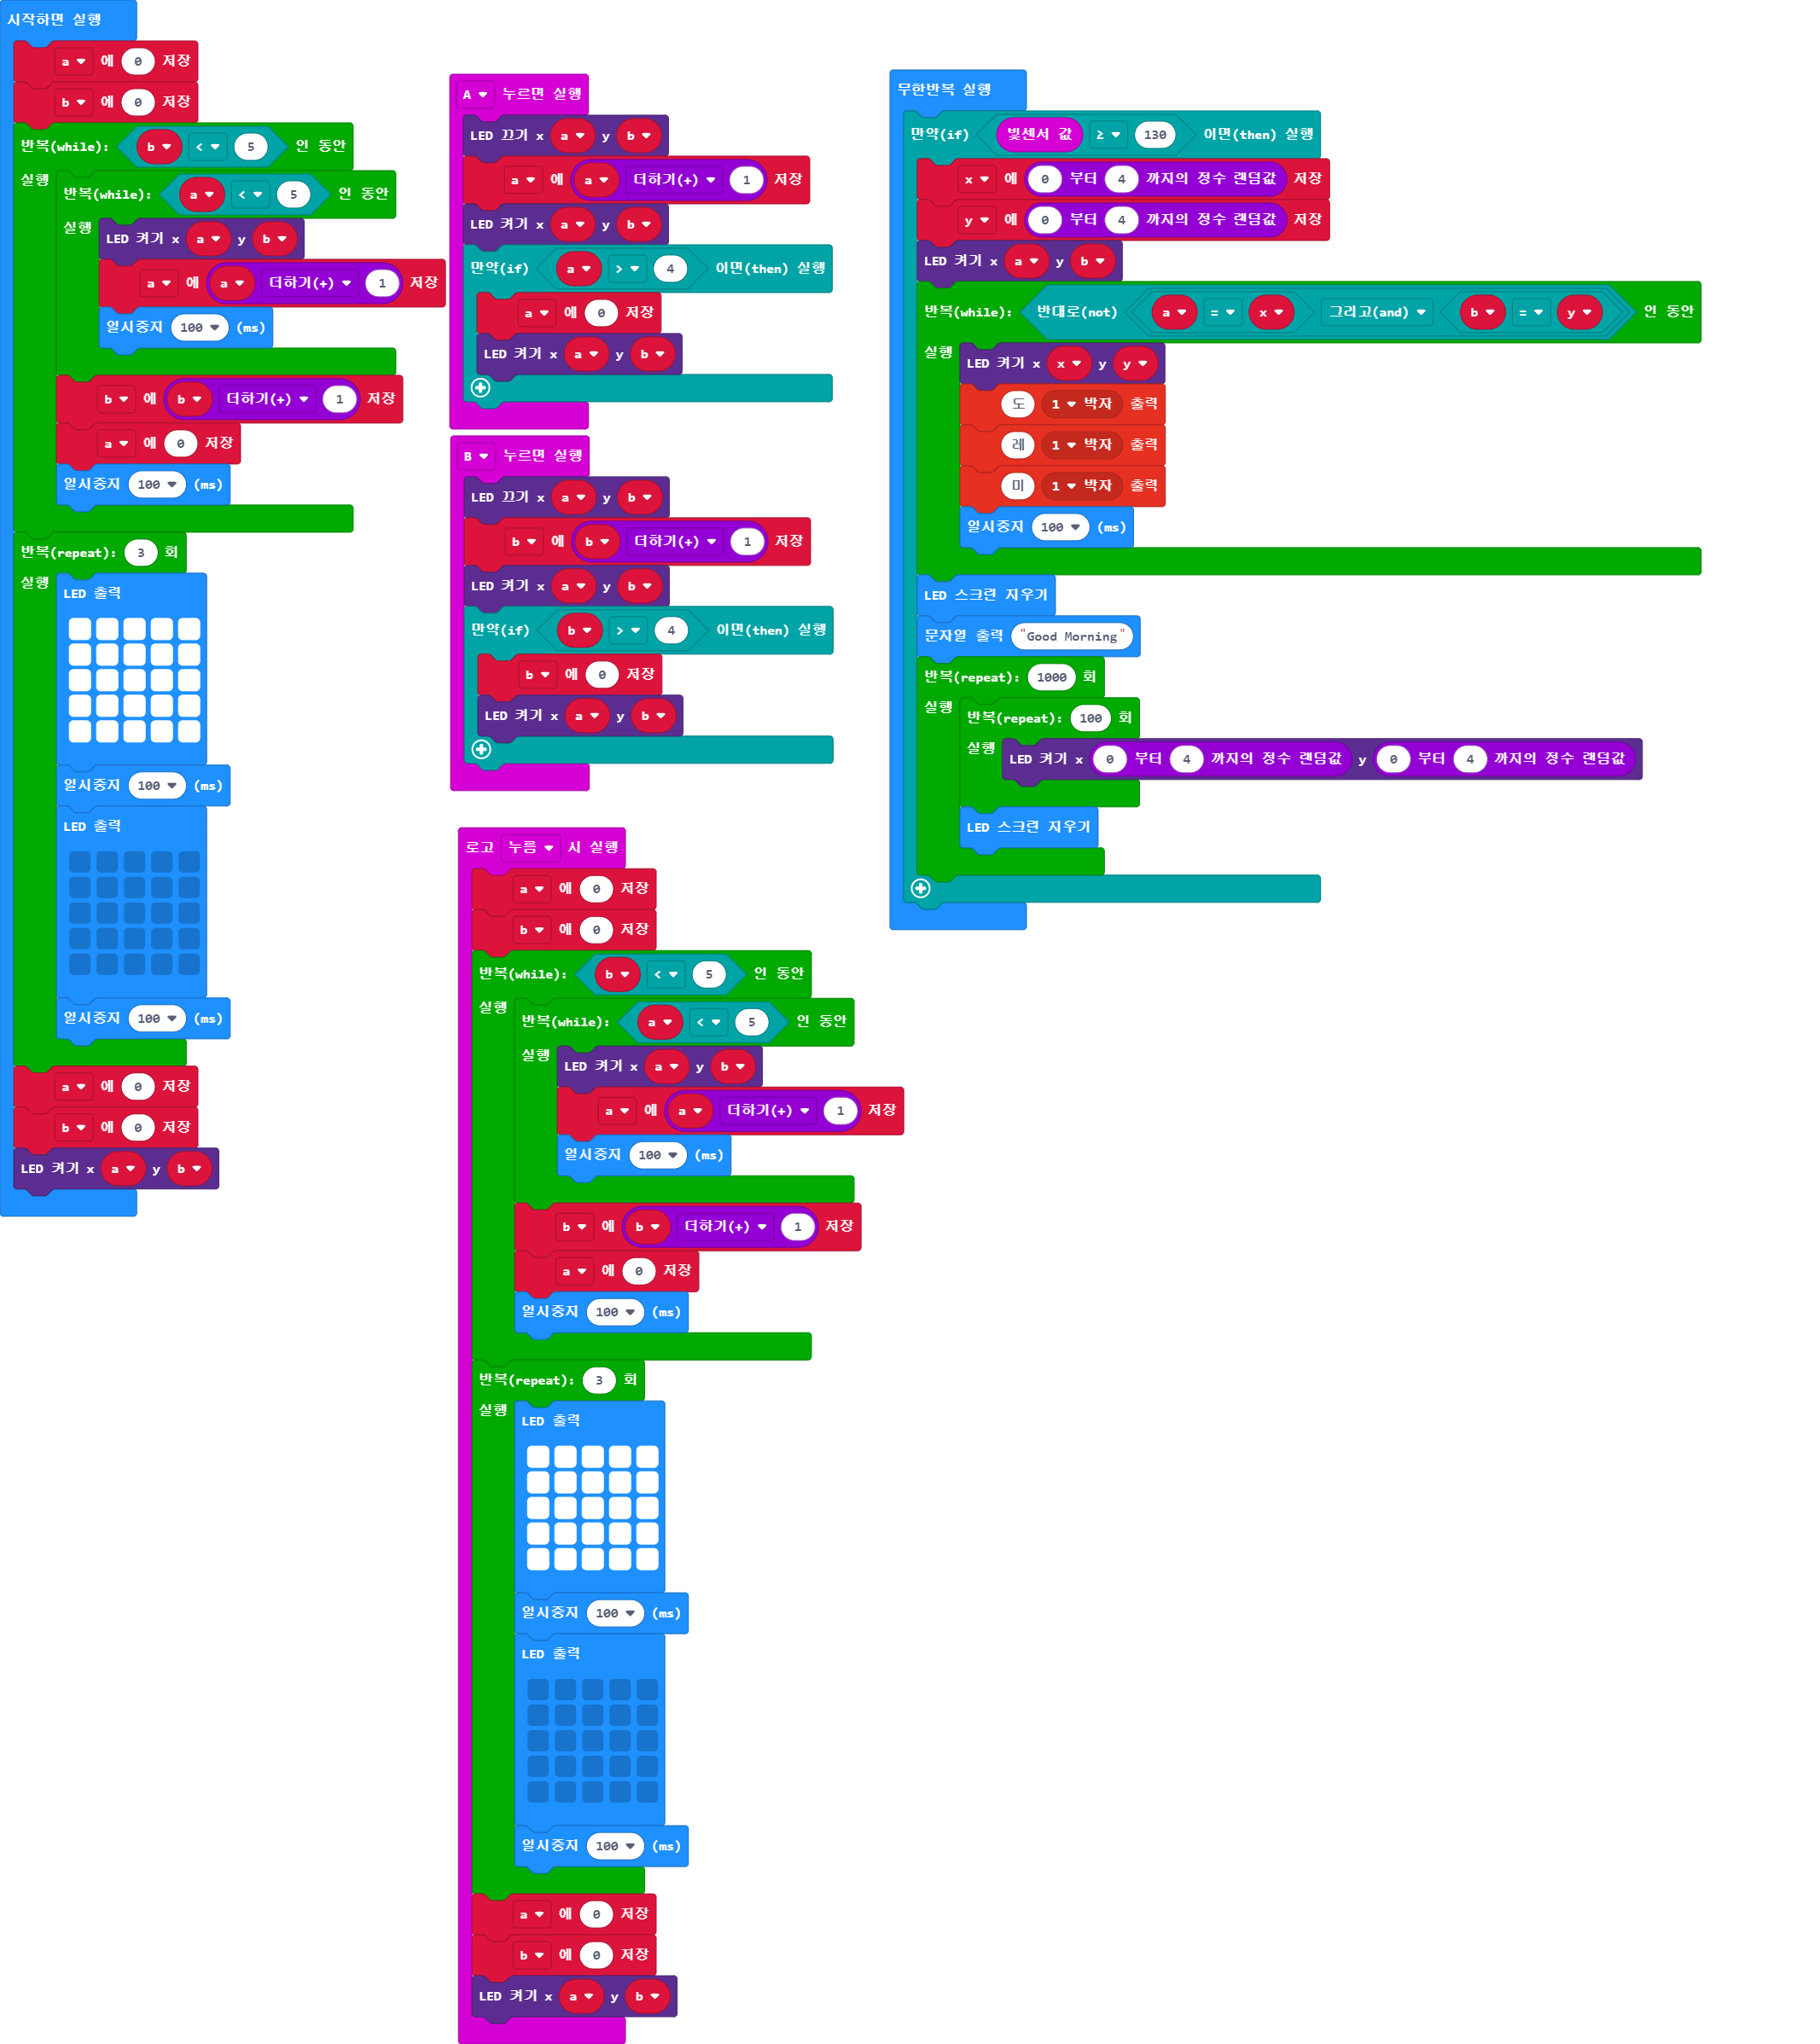 시작하면 실행
a 에 0 저장
b 에 0 저장
반복(while): b < 5 인 동안
실행 반복(while): a < 5 인 동안
실행 LED 켜기 x a y b
a 에 a 더하기(+) 1 저장
일시중지 100 (ms)
b 에 b 더하기(+) 1 저장
a 에 0 저장
일시중지 100 (ms)
반복(repeat): 3 회
실행 LED 출력
일시중지 100 (ms)
LED 출력
일시중지 100 (ms)
a 에 0 저장
b 에 0 저장
LED 켜기 x a y b
A 누르면 실행
LED 끄기 x a y b
a 에 a 더하기(+) 1 저장
LED 켜기 x a y b
만약(if) a > 4 이면(then) 실행
a 에 0 저장
LED 켜기 x a y b
B 누르면 실행
LED 끄기 x a y b
b 에 b 더하기(+) 1 저장
LED 켜기 x a y b
만약(if) b > 4 이면(then) 실행
b 에 0 저장
LED 켜기 x a y b
로고 누름 시 실행
a 에 0 저장
b 에 0 저장
반복(while): b < 5 인 동안
실행 반복(while): a < 5 인 동안
실행 LED 켜기 x a y b
a 에 a 더하기(+) 1 저장
일시중지 100 (ms)
b 에 b 더하기(+) 1 저장
a 에 0 저장
일시중지 100 (ms)
반복(repeat): 3 회
실행 LED 출력
일시중지 100 (ms)
LED 출력
일시중지 100 (ms)
a 에 0 저장
b 에 0 저장
LED 켜기 x a y b
무한반복 실행
만약(if) 빛센서 값 ≥ 130 이면(then) 실행
x 에 0 부터 4 까지의 정수 랜덤값 저장
y 에 0 부터 4 까지의 정수 랜덤값 저장
LED 켜기 x a y b
반복(while): 반대로(not) a = x 그리고(and) b = y 인 동안
실행 LED 켜기 x x y y
도 1 박자 출력
레 1 박자 출력
미 1 박자 출력
일시중지 100 (ms)
LED 스크린 지우기
문자열 출력 "Good Morning"
반복(repeat): 1000 회
실행 반복(repeat): 100 회
실행 LED 켜기 x 0 부터 4 까지의 정수 랜덤값 y 0 부터 4 까지의 정수 랜덤값
LED 스크린 지우기